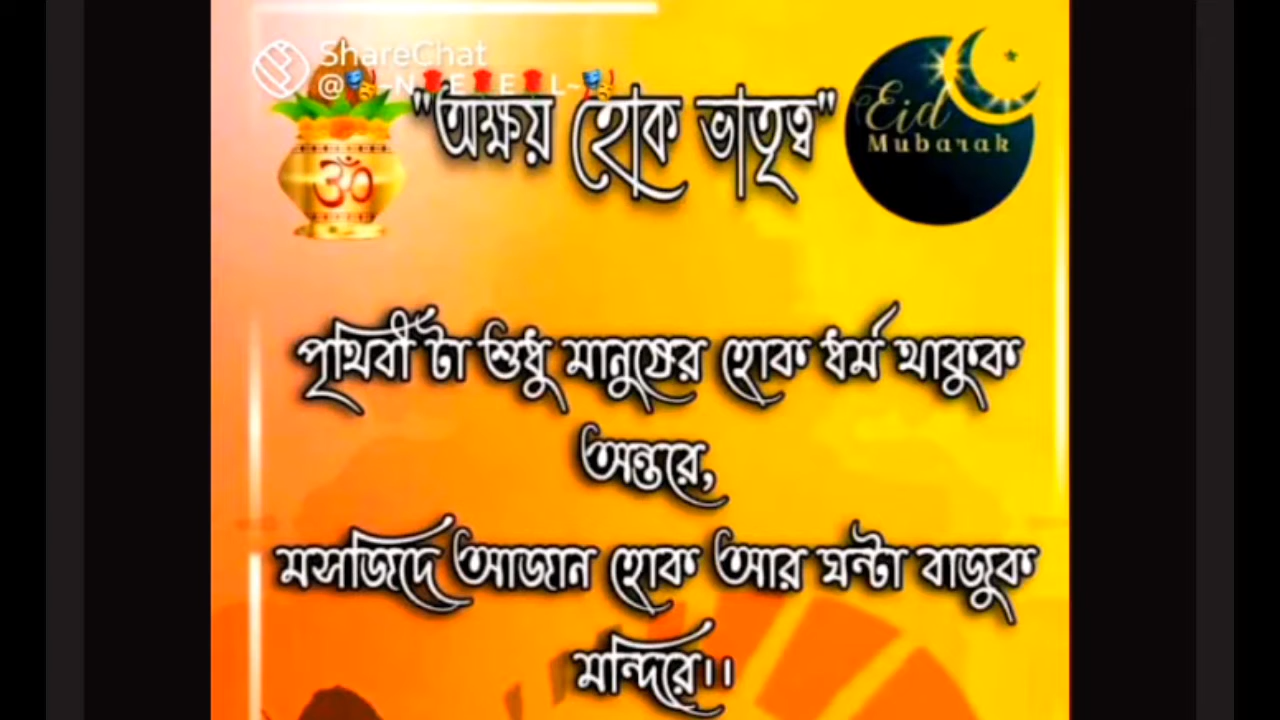 ShareChat
@🎭~N🌹E🌹E🌹L~🎭
"অক্ষয় হোক ভাতৃত্ব"
Eid
Mubarak
ॐ
পৃথিবী টা শুধু মানুষের হোক ধর্ম থাকুক
অন্তরে,
মসজিদে আজান হোক আর ঘন্টা বাজুক
মন্দিরে।।